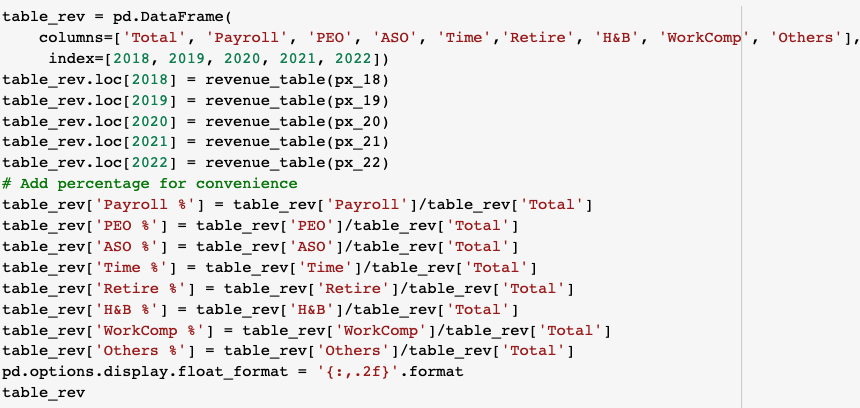 table_rev = pd.DataFrame(
    columns=['Total', 'Payroll', 'PEO', 'ASO', 'Time','Retire', 'H&B', 'WorkComp', 'Others'],
     index=[2018, 2019, 2020, 2021, 2022])
table_rev.loc[2018] = revenue_table(px_18)
table_rev.loc[2019] = revenue_table(px_19)
table_rev.loc[2020] = revenue_table(px_20)
table_rev.loc[2021] = revenue_table(px_21)
table_rev.loc[2022] = revenue_table(px_22)
# Add percentage for convenience
table_rev['Payroll %'] = table_rev['Payroll']/table_rev['Total']
table_rev['PEO %'] = table_rev['PEO']/table_rev['Total']
table_rev['ASO %'] = table_rev['ASO']/table_rev['Total']
table_rev['Time %'] = table_rev['Time']/table_rev['Total']
table_rev['Retire %'] = table_rev['Retire']/table_rev['Total']
table_rev['H&B %'] = table_rev['H&B']/table_rev['Total']
table_rev['WorkComp %'] = table_rev['WorkComp']/table_rev['Total']
table_rev['Others %'] = table_rev['Others']/table_rev['Total']
pd.options.display.float_format = '{:,.2f}'.format
table_rev